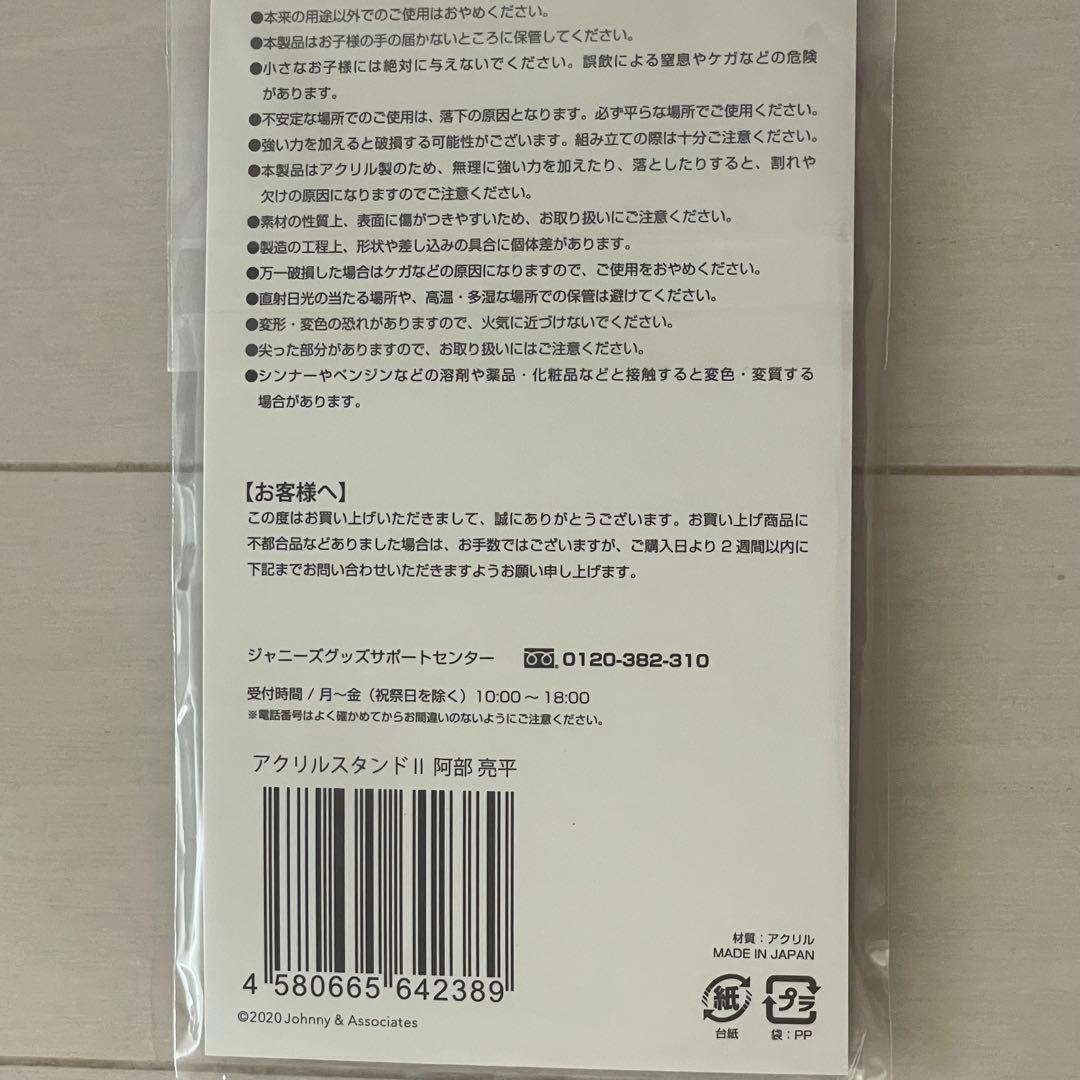 ●本来の用途以外でのご使用はおやめください。
●本製品はお子様の手の届かないところに保管してください。
●小さなお子様には絶対に与えないでください。誤飲による窒息やケガなどの危険
があります。
●不安定な場所でのご使用は、落下の原因となります。必ず平らな場所でご使用ください。
●強い力を加えると破損する可能性がございます。組み立ての際は十分ご注意ください。
●本製品はアクリル製のため、無理に強い力を加えたり、落としたりすると、割れや
欠けの原因になりますのでご注意ください。
●素材の性質上、表面に傷がつきやすいため、お取り扱いにご注意ください。
●製造の工程上、形状や差し込みの具合に個体差があります。
●万一破損した場合はケガなどの原因になりますので、ご使用をおやめください。
●直射日光の当たる場所や、高温・多湿な場所での保管は避けてください。
●変形・変色の恐れがありますので、火気に近づけないでください。
●尖った部分がありますので、お取り扱いにはご注意ください。
●シンナーやベンジンなどの溶剤や薬品・化粧品などと接触すると変色・変質する
場合があります。
【お客様へ】
この度はお買い上げいただきまして、誠にありがとうございます。お買い上げ商品に
不都合品などありました場合は、お手数ではございますが、ご購入日より2週間以内に
下記までお問い合わせいただきますようお願い申し上げます。
ジャニーズグッズサポートセンター 0120-382-310
受付時間 / 月〜金（祝祭日を除く）10:00 〜 18:00
※電話番号はよく確かめてからお間違いのないようにご注意ください。
アクリルスタンドⅡ 阿部 亮平
4 580665 642389
©2020 Johnny & Associates
材質：アクリル
MADE IN JAPAN
紙 プラ
台紙 袋：PP